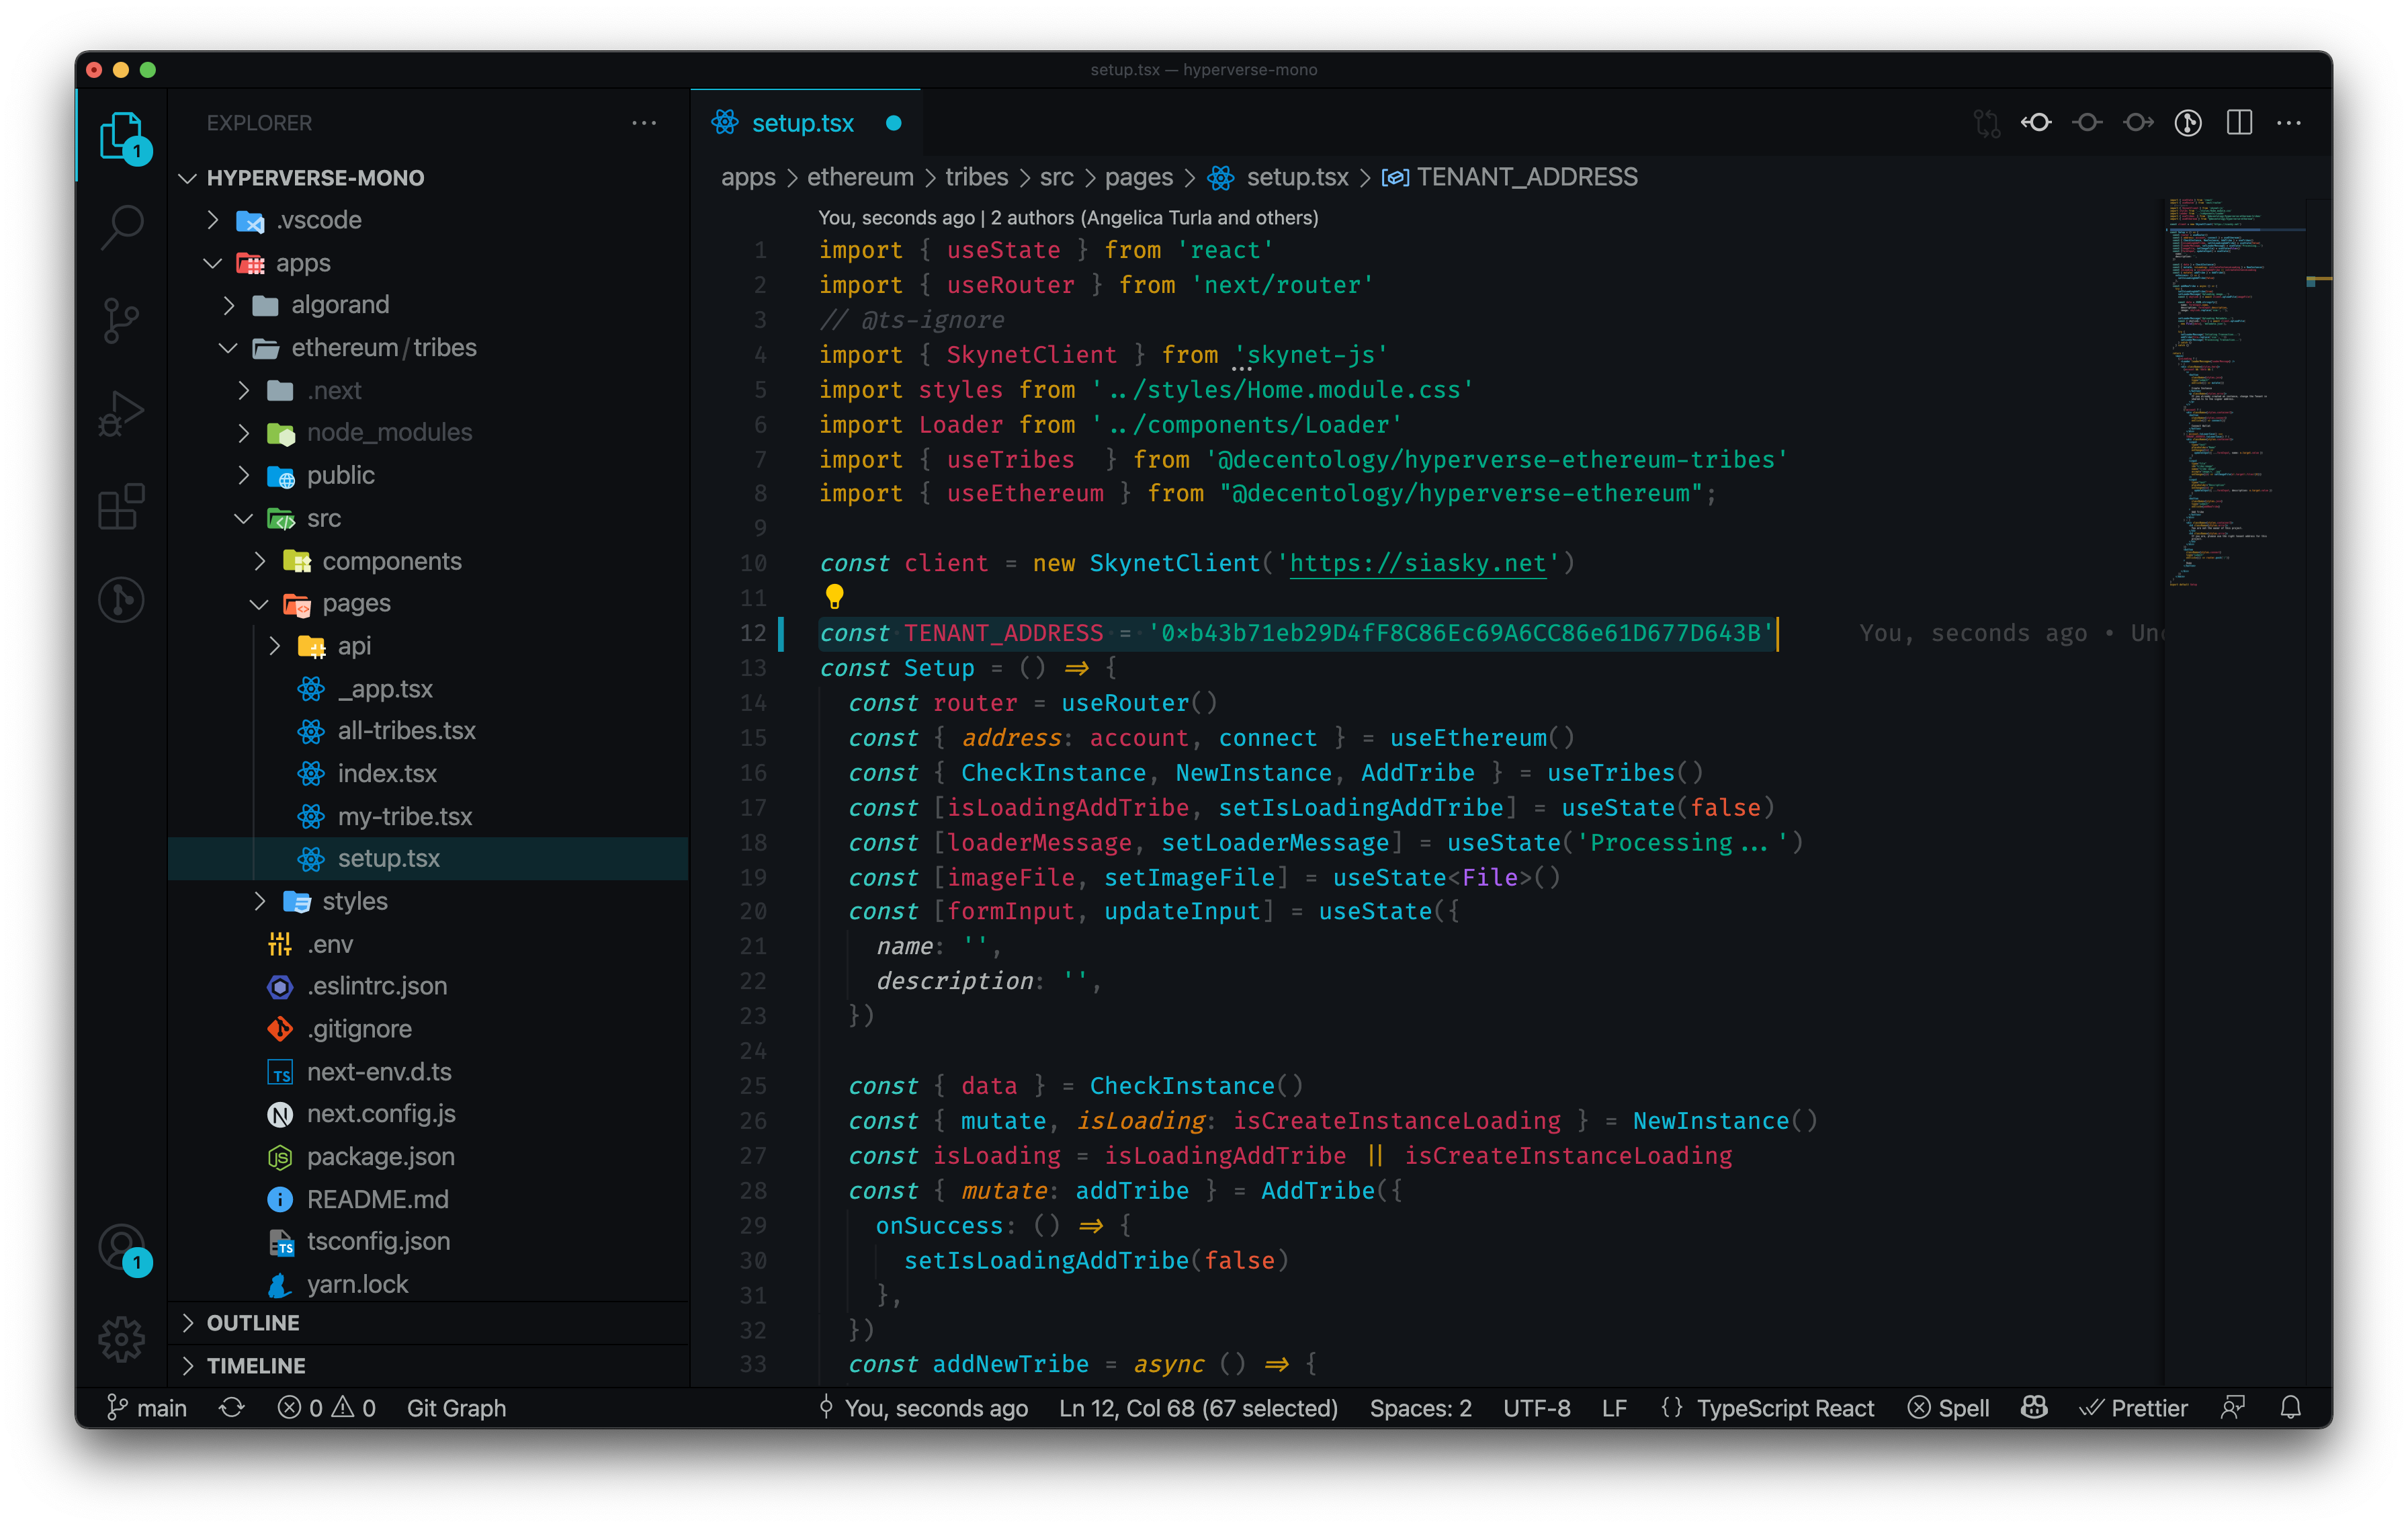 setup.tsx — hyperverse-mono
EXPLORER
HYPERVERSE-MONO
.vscode
apps
algorand
ethereum/tribes
.next
node_modules
public
src
components
pages
api
_app.tsx
all-tribes.tsx
index.tsx
my-tribe.tsx
setup.tsx
styles
.env
.eslintrc.json
.gitignore
next-env.d.ts
next.config.js
package.json
README.md
tsconfig.json
yarn.lock
OUTLINE
TIMELINE
1
1
setup.tsx
apps > ethereum > tribes > src > pages > setup.tsx > TENANT_ADDRESS
You, seconds ago | 2 authors (Angelica Turla and others)
1 import { useState } from 'react'
2 import { useRouter } from 'next/router'
3 // @ts-ignore
4 import { SkynetClient } from 'skynet-js'
5 import styles from '../styles/Home.module.css'
6 import Loader from '../components/Loader'
7 import { useTribes  } from '@decentology/hyperverse-ethereum-tribes'
8 import { useEthereum } from "@decentology/hyperverse-ethereum";
9
10 const client = new SkynetClient('https://siasky.net')
11
12 const TENANT_ADDRESS = '0xb43b71eb29D4fF8C86Ec69A6CC86e61D677D643B' You, seconds ago • Unc
13 const Setup = () => {
14 const router = useRouter()
15 const { address: account, connect } = useEthereum()
16 const { CheckInstance, NewInstance, AddTribe } = useTribes()
17 const [isLoadingAddTribe, setIsLoadingAddTribe] = useState(false)
18 const [loaderMessage, setLoaderMessage] = useState('Processing...')
19 const [imageFile, setImageFile] = useState<File>()
20 const [formInput, updateInput] = useState({
21 name: '',
22 description: '',
23 })
24
25 const { data } = CheckInstance()
26 const { mutate, isLoading: isCreateInstanceLoading } = NewInstance()
27 const isLoading = isLoadingAddTribe || isCreateInstanceLoading
28 const { mutate: addTribe } = AddTribe({
29 onSuccess: () => {
30 setIsLoadingAddTribe(false)
31 },
32 })
33 const addNewTribe = async () => {
main 0 0 Git Graph You, seconds ago Ln 12, Col 68 (67 selected) Spaces: 2 UTF-8 LF {} TypeScript React Spell Prettier